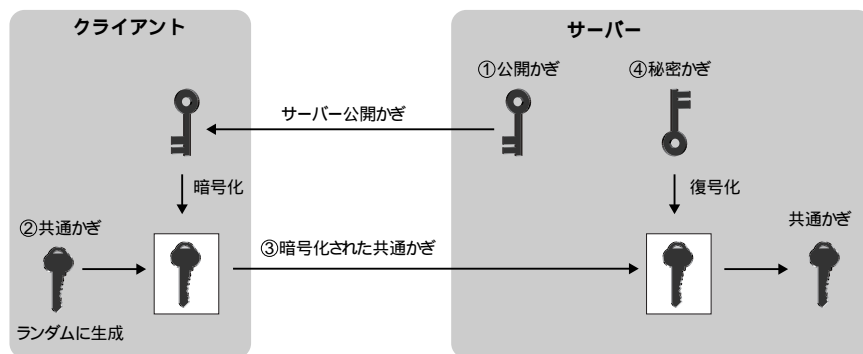 クライアント
サーバー
①公開かぎ
④秘密かぎ
サーバー公開かぎ
暗号化
復号化
②共通かぎ
③暗号化された共通かぎ
共通かぎ
ランダムに生成